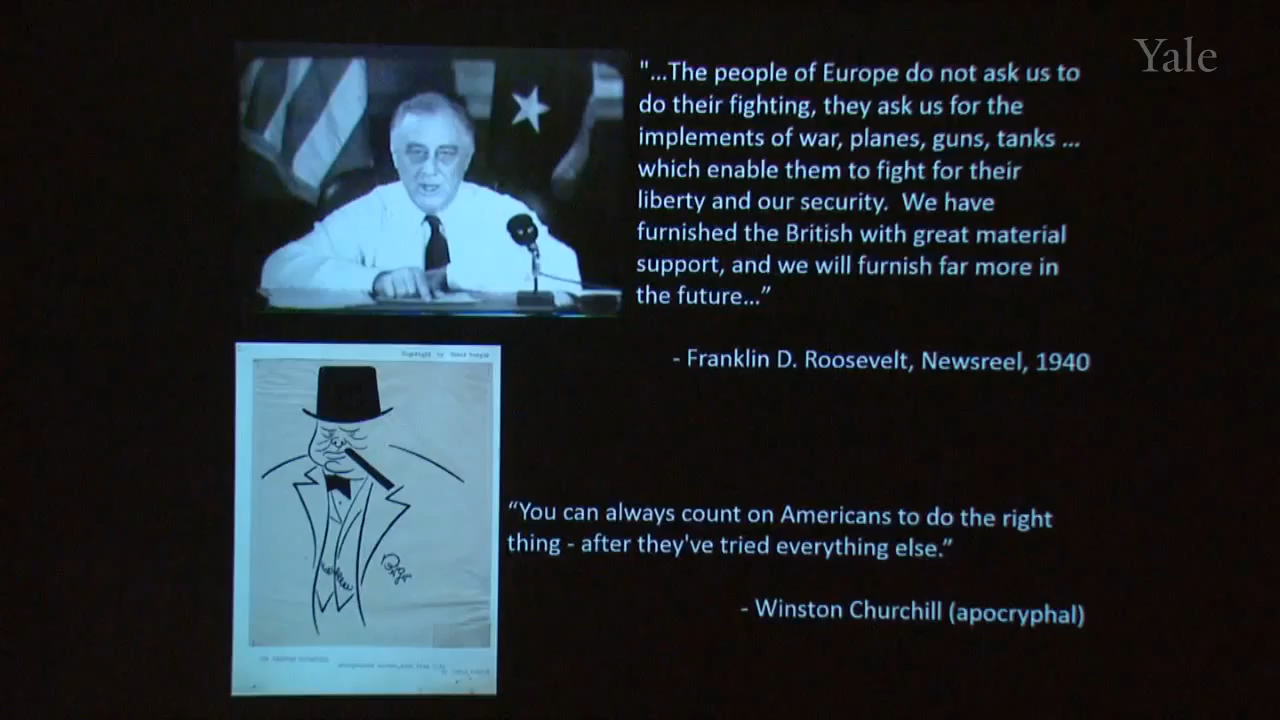 Yale
"...The people of Europe do not ask us to
do their fighting, they ask us for the
implements of war, planes, guns, tanks ...
which enable them to fight for their
liberty and our security.  We have
furnished the British with great material
support, and we will furnish far more in
the future...”
- Franklin D. Roosevelt, Newsreel, 1940
“You can always count on Americans to do the right
thing - after they've tried everything else.”
- Winston Churchill (apocryphal)